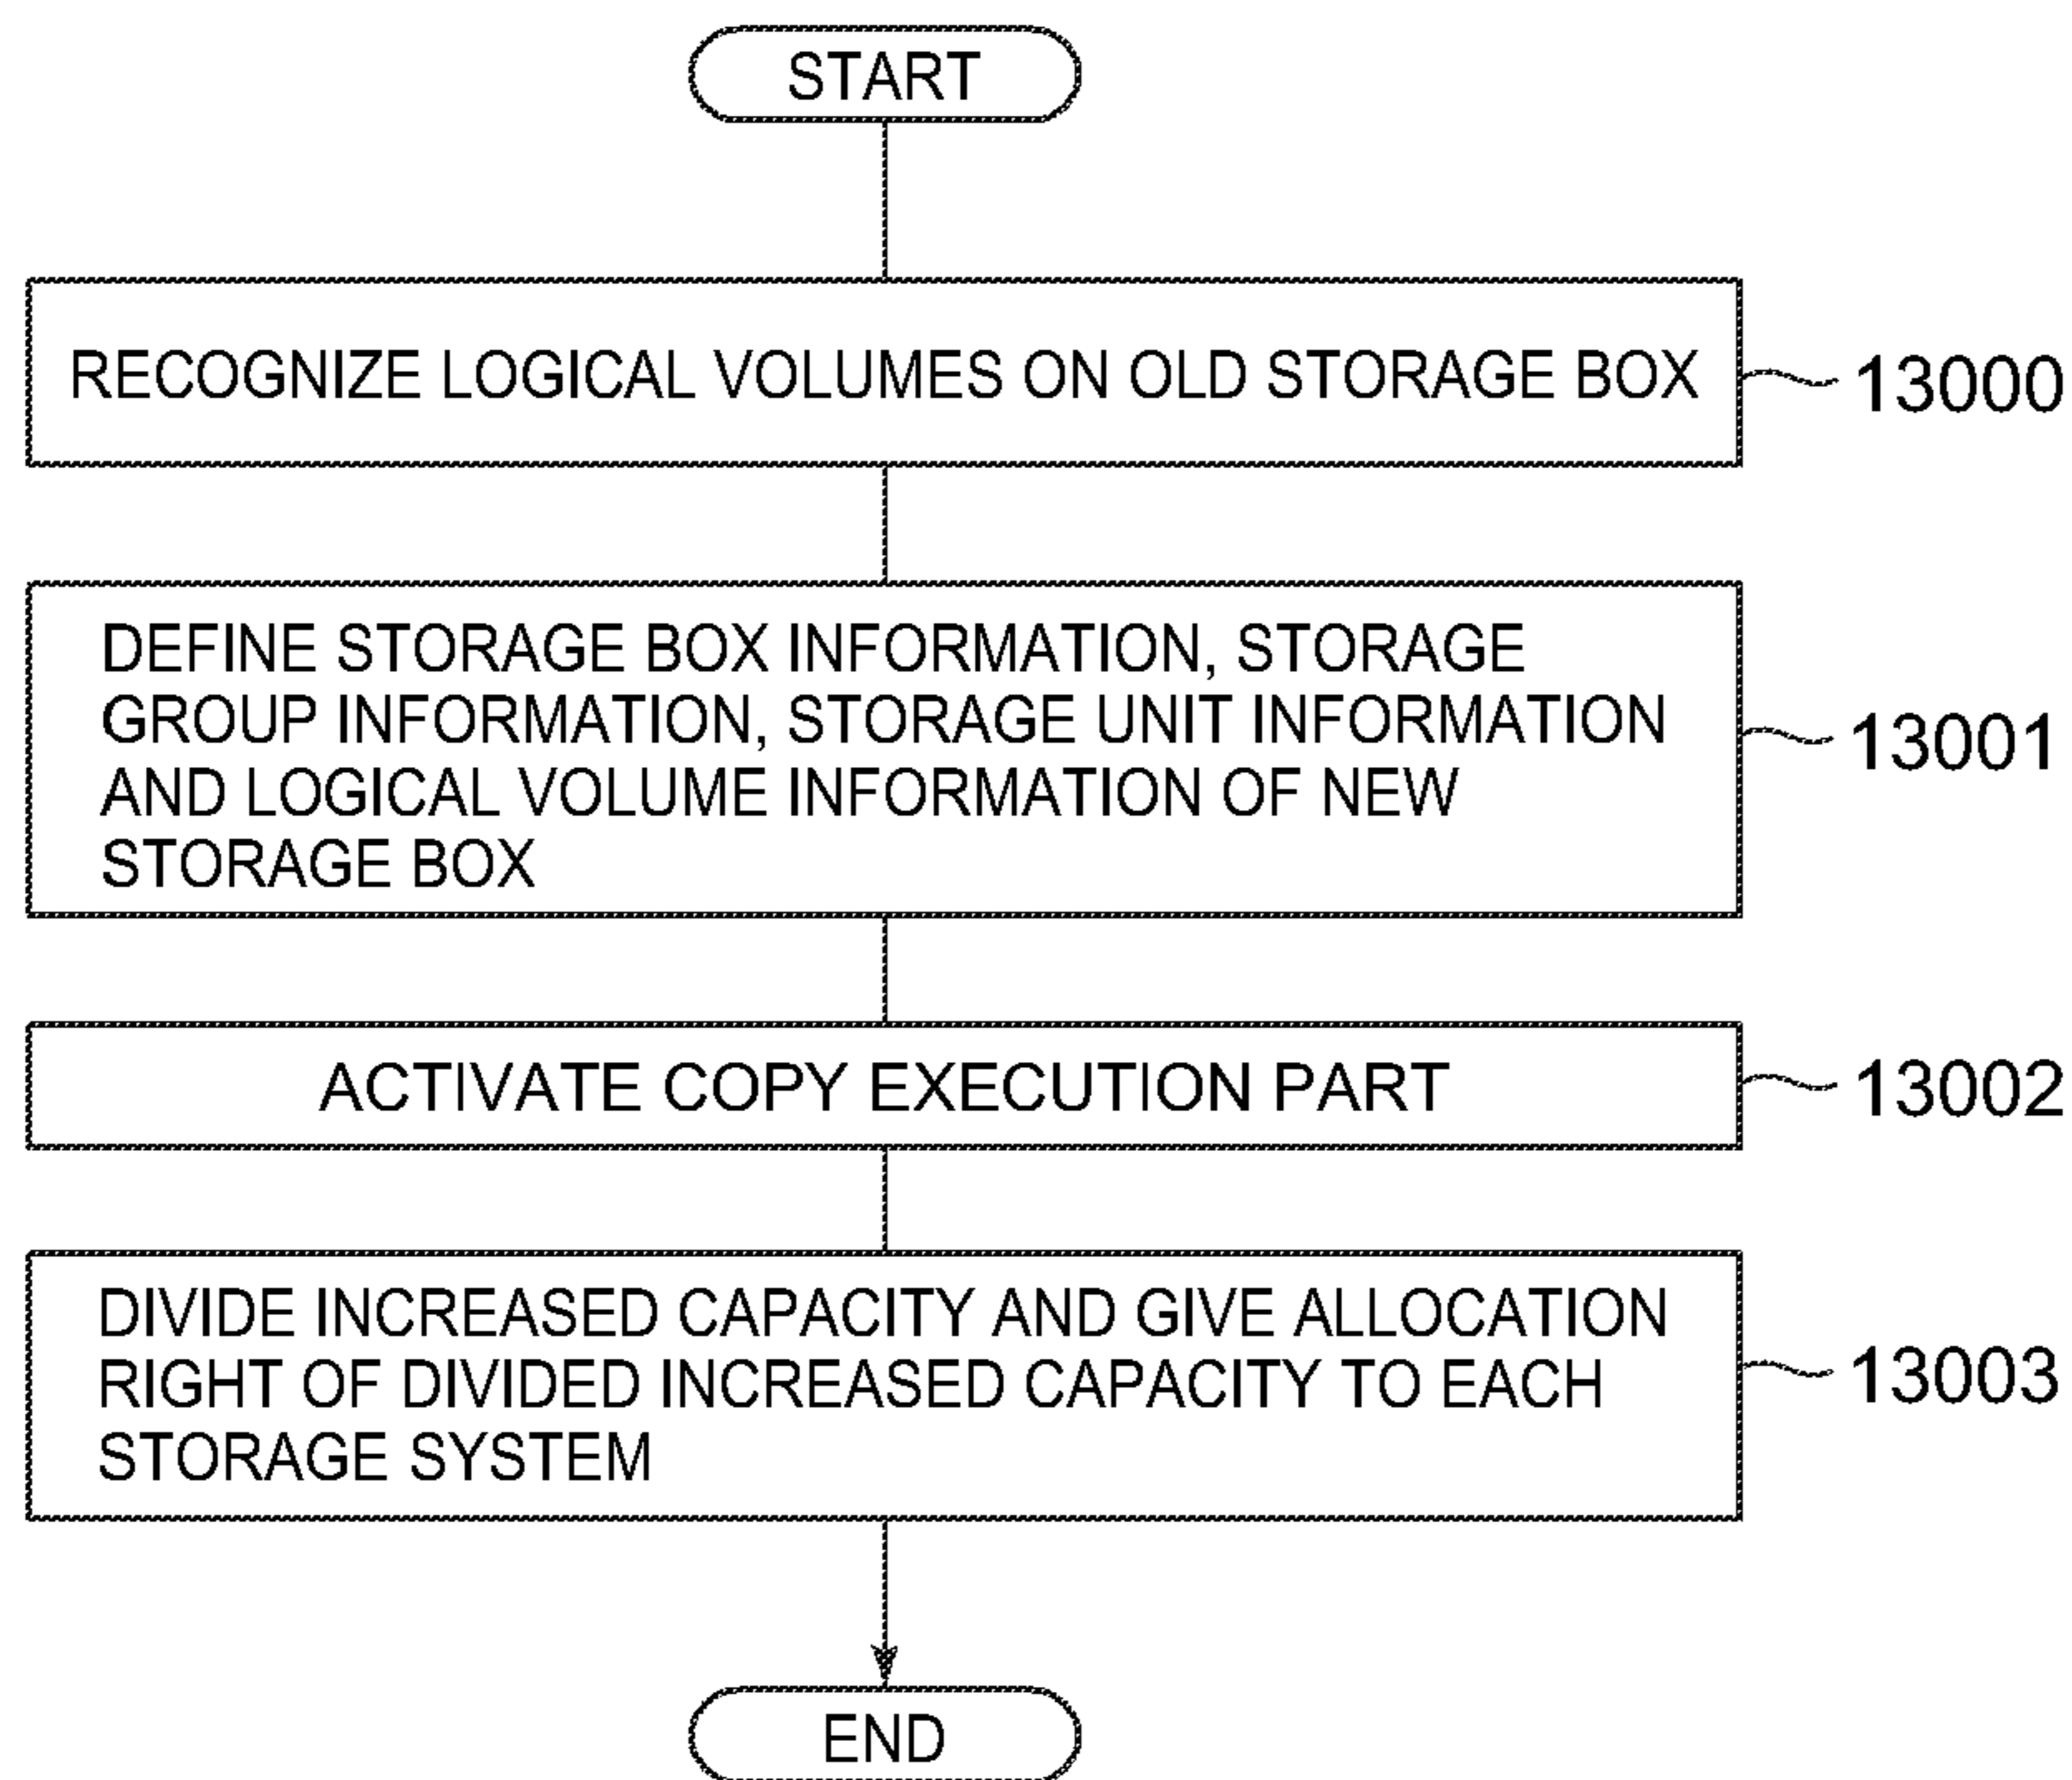 START
RECOGNIZE LOGICAL VOLUMES ON OLD STORAGE BOX
13000
DEFINE STORAGE BOX INFORMATION, STORAGE
GROUP INFORMATION, STORAGE UNIT INFORMATION
AND LOGICAL VOLUME INFORMATION OF NEW
STORAGE BOX
13001
ACTIVATE COPY EXECUTION PART
13002
DIVIDE INCREASED CAPACITY AND GIVE ALLOCATION
RIGHT OF DIVIDED INCREASED CAPACITY TO EACH
STORAGE SYSTEM
13003
END